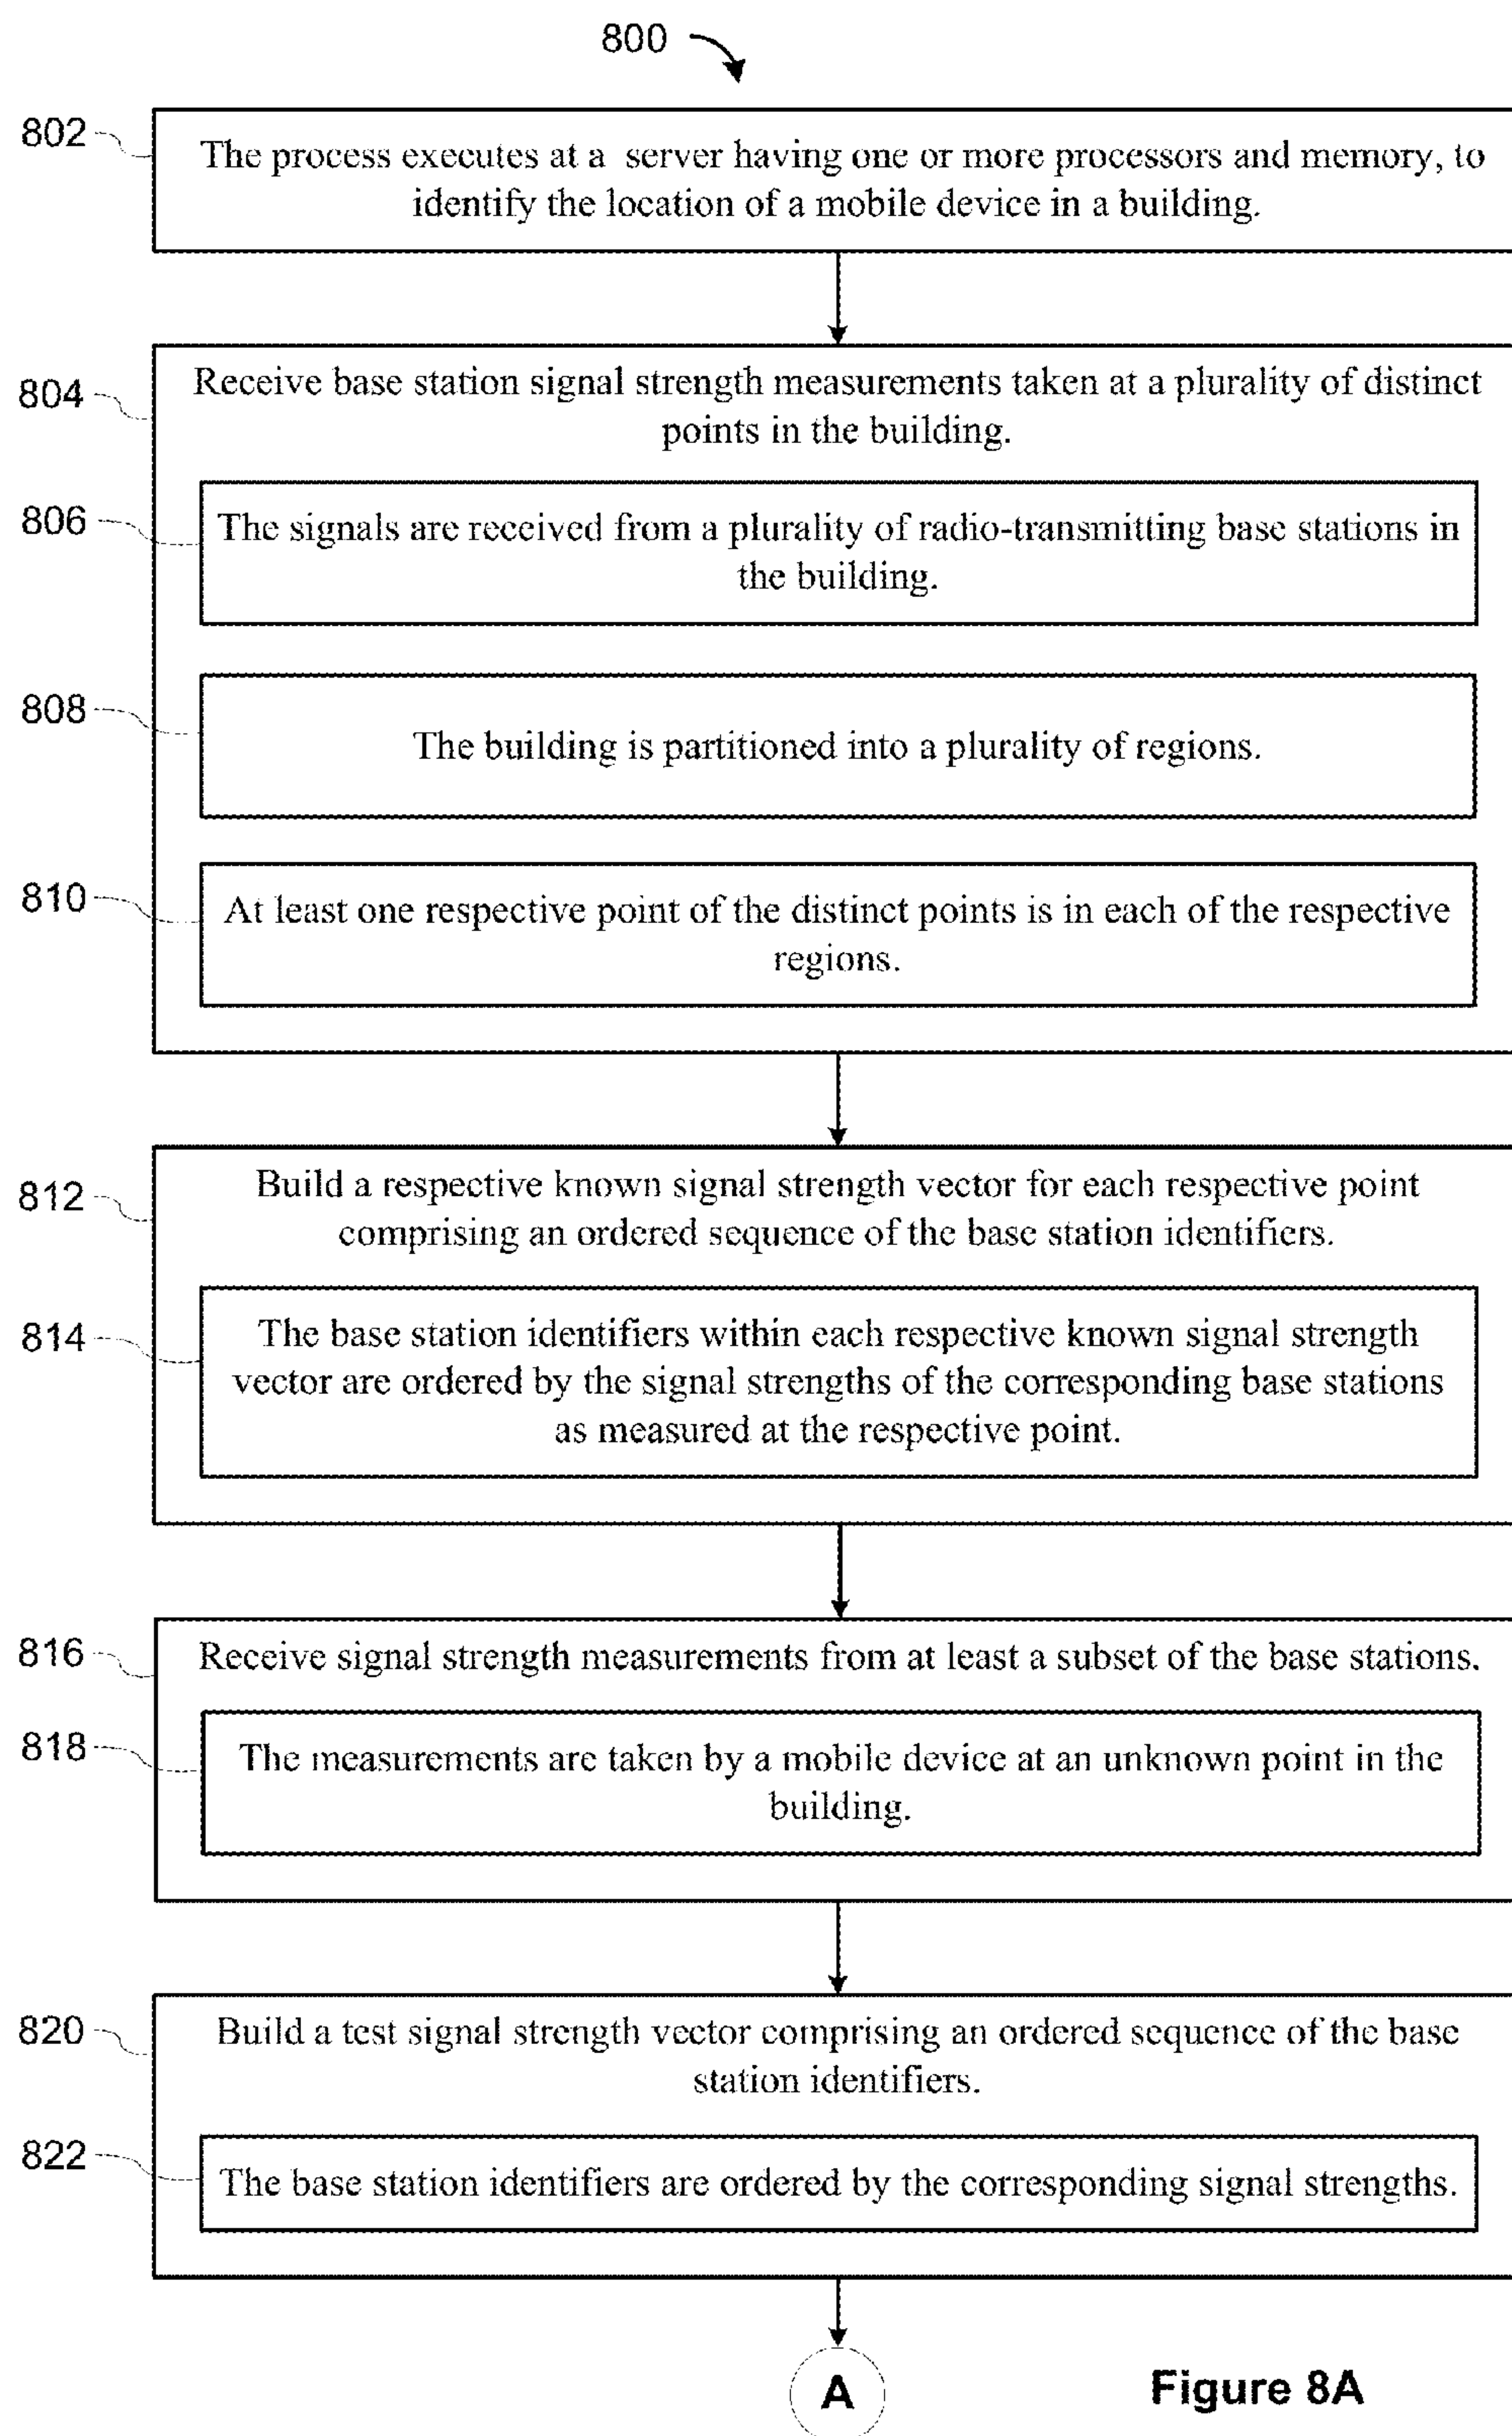 800
802
The process executes at a server having one or more processors and memory, to
identify the location of a mobile device in a building.
804
Receive base station signal strength measurements taken at a plurality of distinct
points in the building.
806
The signals are received from a plurality of radio-transmitting base stations in
the building.
808
The building is partitioned into a plurality of regions.
810
At least one respective point of the distinct points is in each of the respective
regions.
812
Build a respective known signal strength vector for each respective point
comprising an ordered sequence of the base station identifiers.
814
The base station identifiers within each respective known signal strength
vector are ordered by the signal strengths of the corresponding base stations
as measured at the respective point.
816
Receive signal strength measurements from at least a subset of the base stations.
818
The measurements are taken by a mobile device at an unknown point in the
building.
820
Build a test signal strength vector comprising an ordered sequence of the base
station identifiers.
822
The base station identifiers are ordered by the corresponding signal strengths.
A
Figure 8A